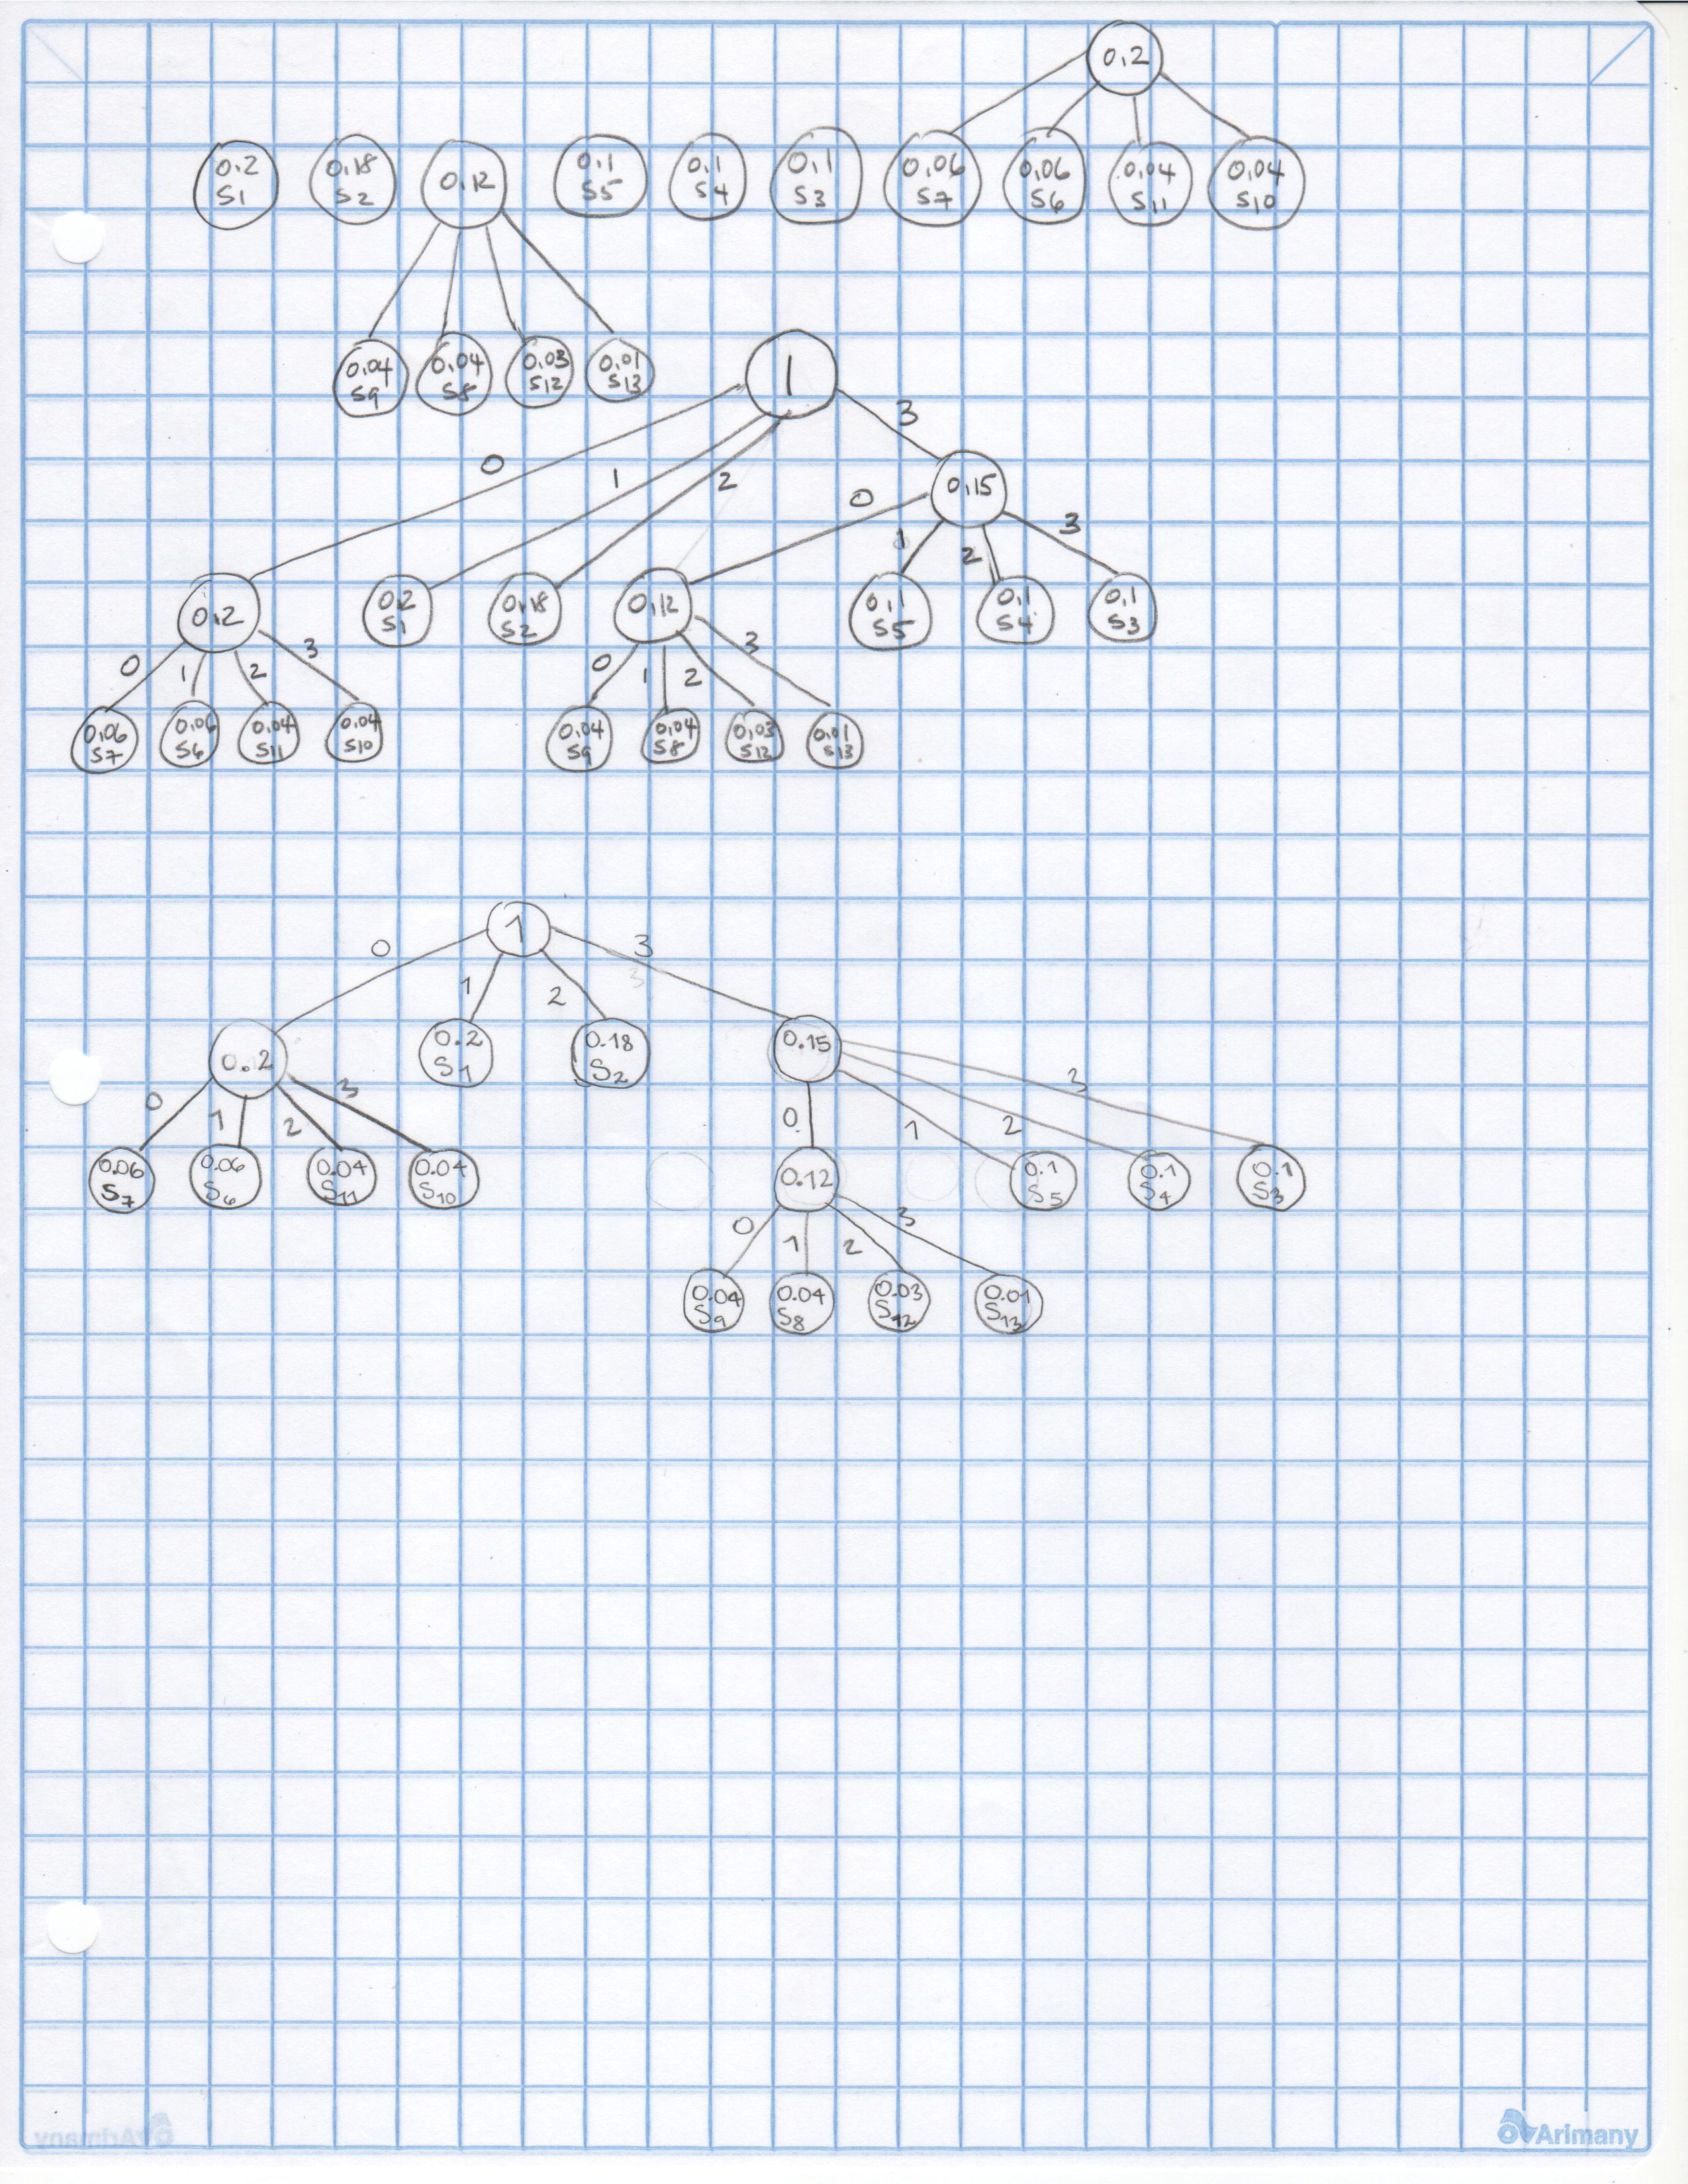 0.2
0.2 0.18 0.12 0.1 0.1 0.1 0.06 0.06 0.04 0.04
S1 S2 S5 S4 S3 S7 S6 S11 S10
0.04 0.04 0.03 0.01
S9 S8 S12 S13
1
3
0 1 2
0.15
0 1 2 3
0.2 0.2 0.18 0.12 0.1 0.1 0.1
S1 S2 S5 S4 S3
0 1 2 3 0 1 2 3
0.06 0.06 0.04 0.04 0.04 0.04 0.03 0.01
S7 S6 S11 S10 S9 S8 S12 S13
1
0 1 2 3
3
0.2 0.18 0.15
S1 S2
0 1 2 3 0 1 2 3
0.06 0.06 0.04 0.04 0.12 0.1 0.1 0.1
S7 S6 S11 S10 S5 S4 S3
0 1 2 3
0.04 0.04 0.03 0.01
S9 S8 S12 S13
Arimany